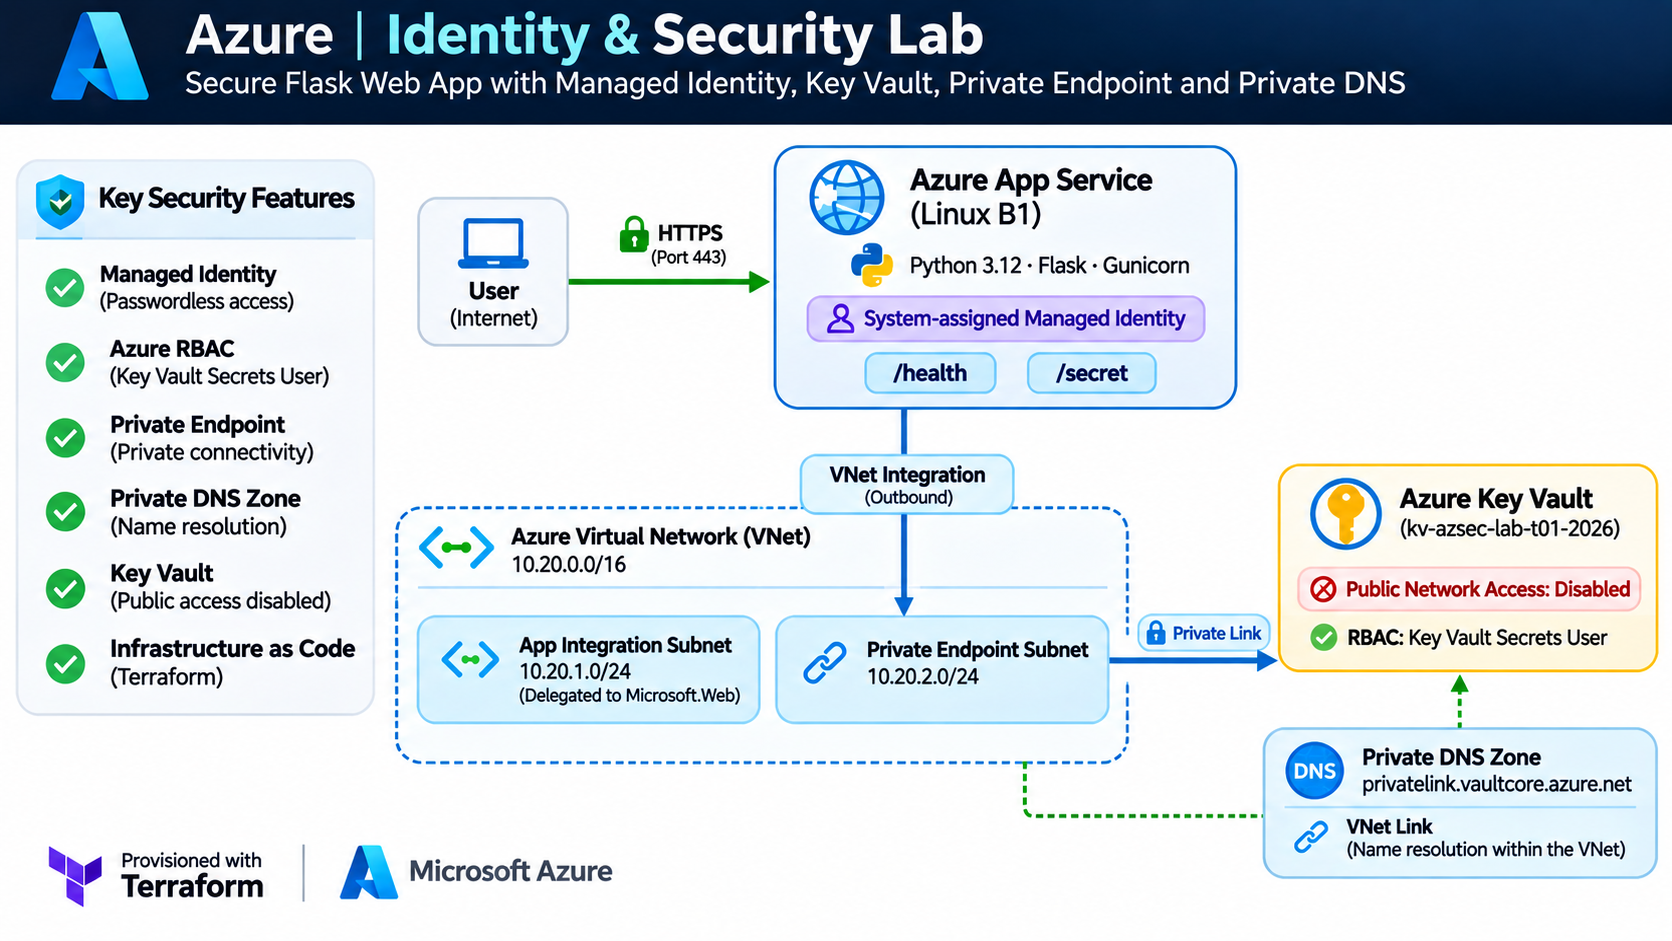 Azure | Identity & Security Lab
Secure Flask Web App with Managed Identity, Key Vault, Private Endpoint and Private DNS
Key Security Features
Managed Identity
(Passwordless access)
Azure RBAC
(Key Vault Secrets User)
Private Endpoint
(Private connectivity)
Private DNS Zone
(Name resolution)
Key Vault
(Public access disabled)
Infrastructure as Code
(Terraform)
User
(Internet)
HTTPS
(Port 443)
Azure App Service
(Linux B1)
Python 3.12 · Flask · Gunicorn
System-assigned Managed Identity
/health
/secret
VNet Integration
(Outbound)
Azure Virtual Network (VNet)
10.20.0.0/16
App Integration Subnet
10.20.1.0/24
(Delegated to Microsoft.Web)
Private Endpoint Subnet
10.20.2.0/24
Private Link
Azure Key Vault
(kv-azsec-lab-t01-2026)
Public Network Access: Disabled
RBAC: Key Vault Secrets User
DNS
Private DNS Zone
privatelink.vaultcore.azure.net
VNet Link
(Name resolution within the VNet)
Provisioned with
Terraform
Microsoft Azure